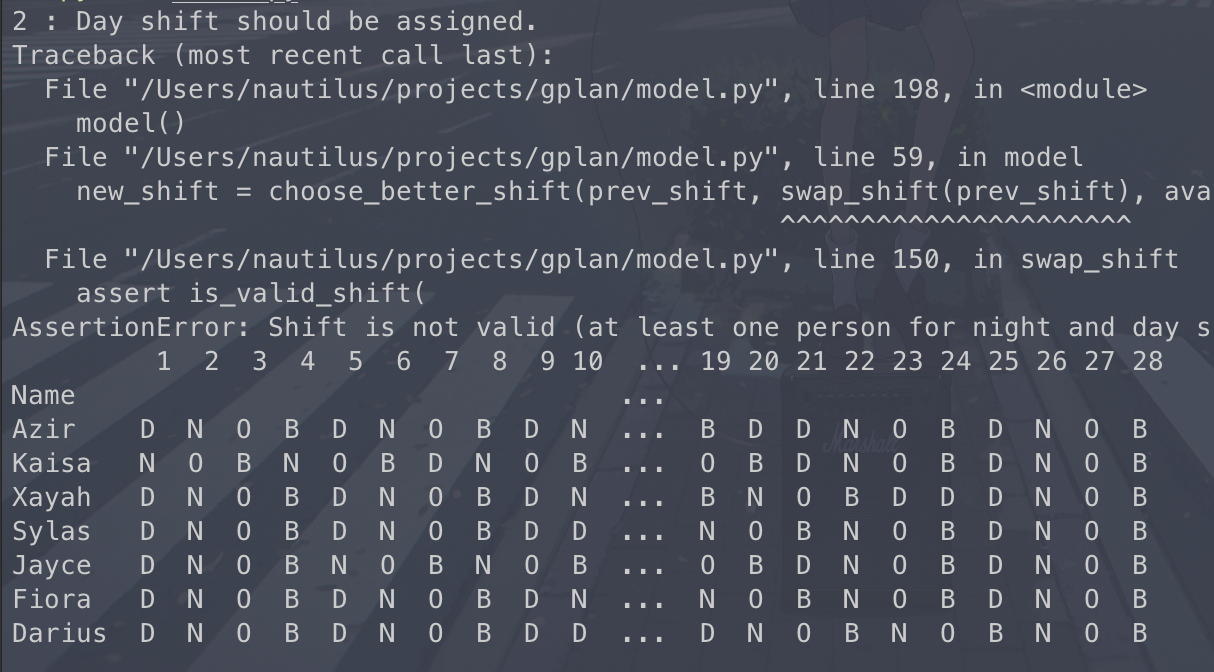 2 : Day shift should be assigned.
Traceback (most recent call last):
  File "/Users/nautilus/projects/gplan/model.py", line 198, in <module>
    model()
  File "/Users/nautilus/projects/gplan/model.py", line 59, in model
    new_shift = choose_better_shift(prev_shift, swap_shift(prev_shift), ava
                                                ^^^^^^^^^^^^^^^^^^^^^^
  File "/Users/nautilus/projects/gplan/model.py", line 150, in swap_shift
    assert is_valid_shift(
AssertionError: Shift is not valid (at least one person for night and day s
         1  2  3  4  5  6  7  8  9  10  ... 19 20 21 22 23 24 25 26 27 28
Name                                   ...
Azir    D  N  O  B  D  N  O  B  D  N  ...  B  D  D  N  O  B  D  N  O  B
Kaisa   N  O  B  N  O  B  D  N  O  B  ...  O  B  D  N  O  B  D  N  O  B
Xayah   D  N  O  B  D  N  O  B  D  N  ...  B  N  O  B  D  D  D  N  O  B
Sylas   D  N  O  B  D  N  O  B  D  D  ...  N  O  B  N  O  B  D  N  O  B
Jayce   D  N  O  B  N  O  B  N  O  B  ...  O  B  D  N  O  B  D  N  O  B
Fiora   D  N  O  B  D  N  O  B  D  N  ...  N  O  B  N  O  B  D  N  O  B
Darius  D  N  O  B  D  N  O  B  D  D  ...  D  N  O  B  N  O  B  N  O  B
Marshall